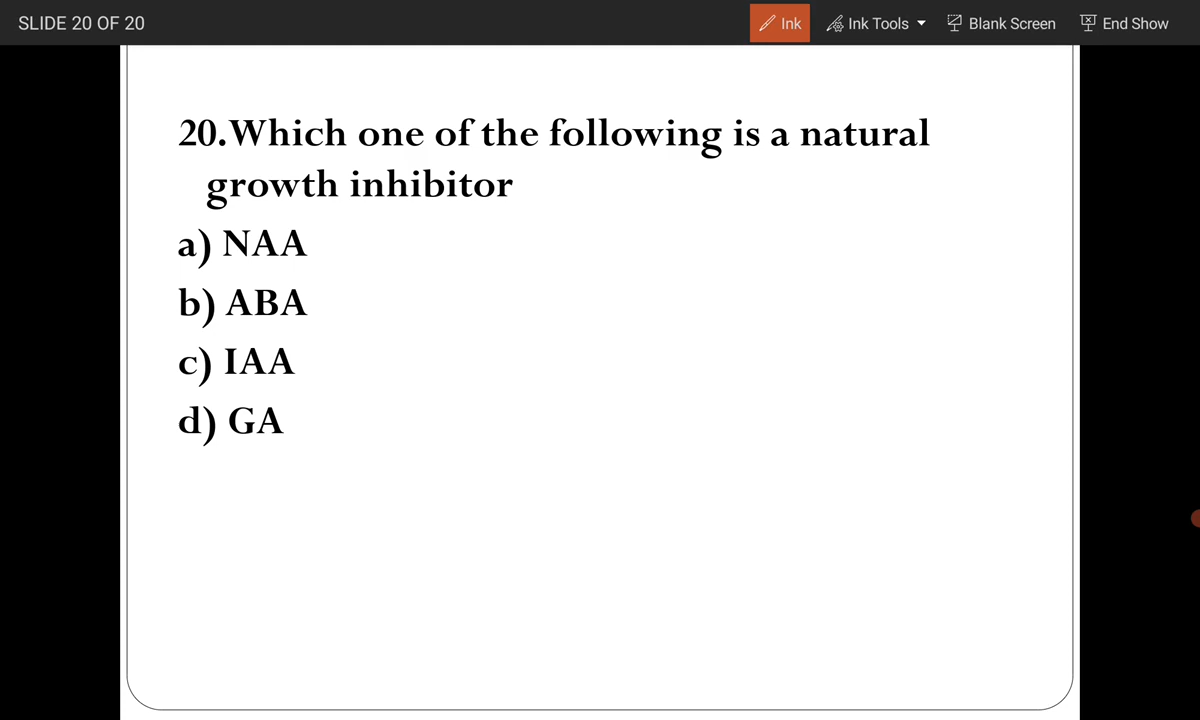 SLIDE 20 OF 20
Ink
Ink Tools
Blank Screen
End Show
20.Which one of the following is a natural
growth inhibitor
a) NAA
b) ABA
c) IAA
d) GA